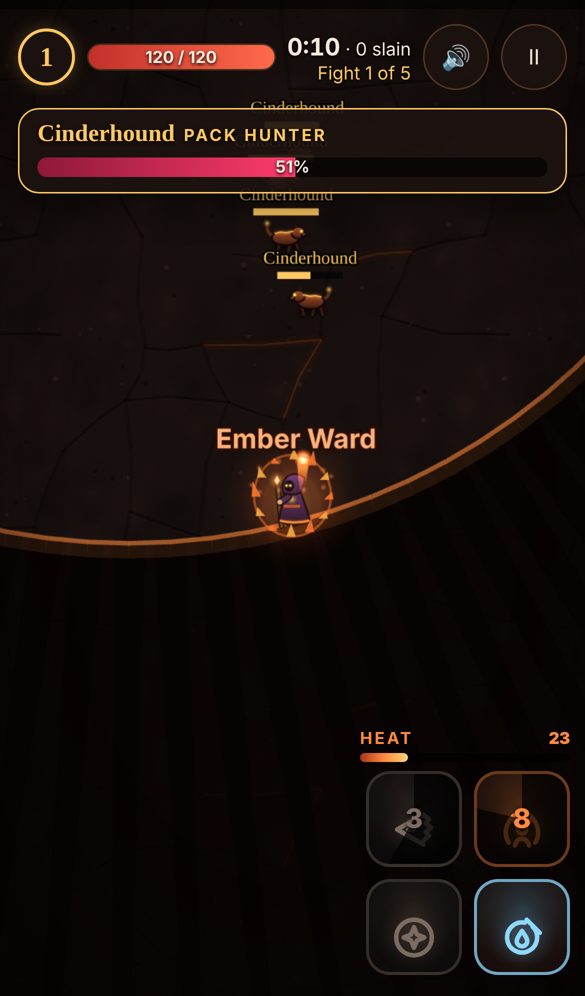 1
120 / 120
0:10 · 0 slain
Fight 1 of 5
Cinderhound
Cinderhound PACK HUNTER
51%
Cinderhound
Cinderhound
Ember Ward
HEAT 23
3
8